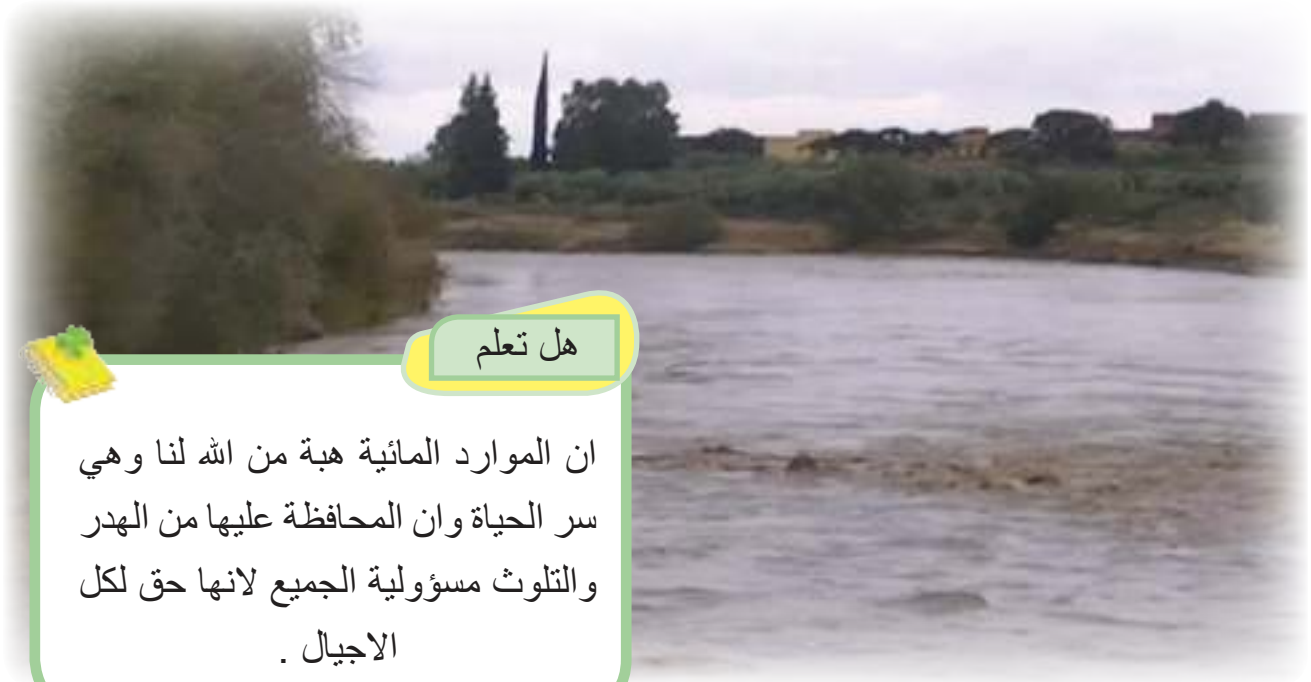 هل تعلم
ان الموارد المائية هبة من الله لنا وهي
سر الحياة وان المحافظة عليها من الهدر
والتلوث مسؤولية الجميع لانها حق لكل
الاجيال .